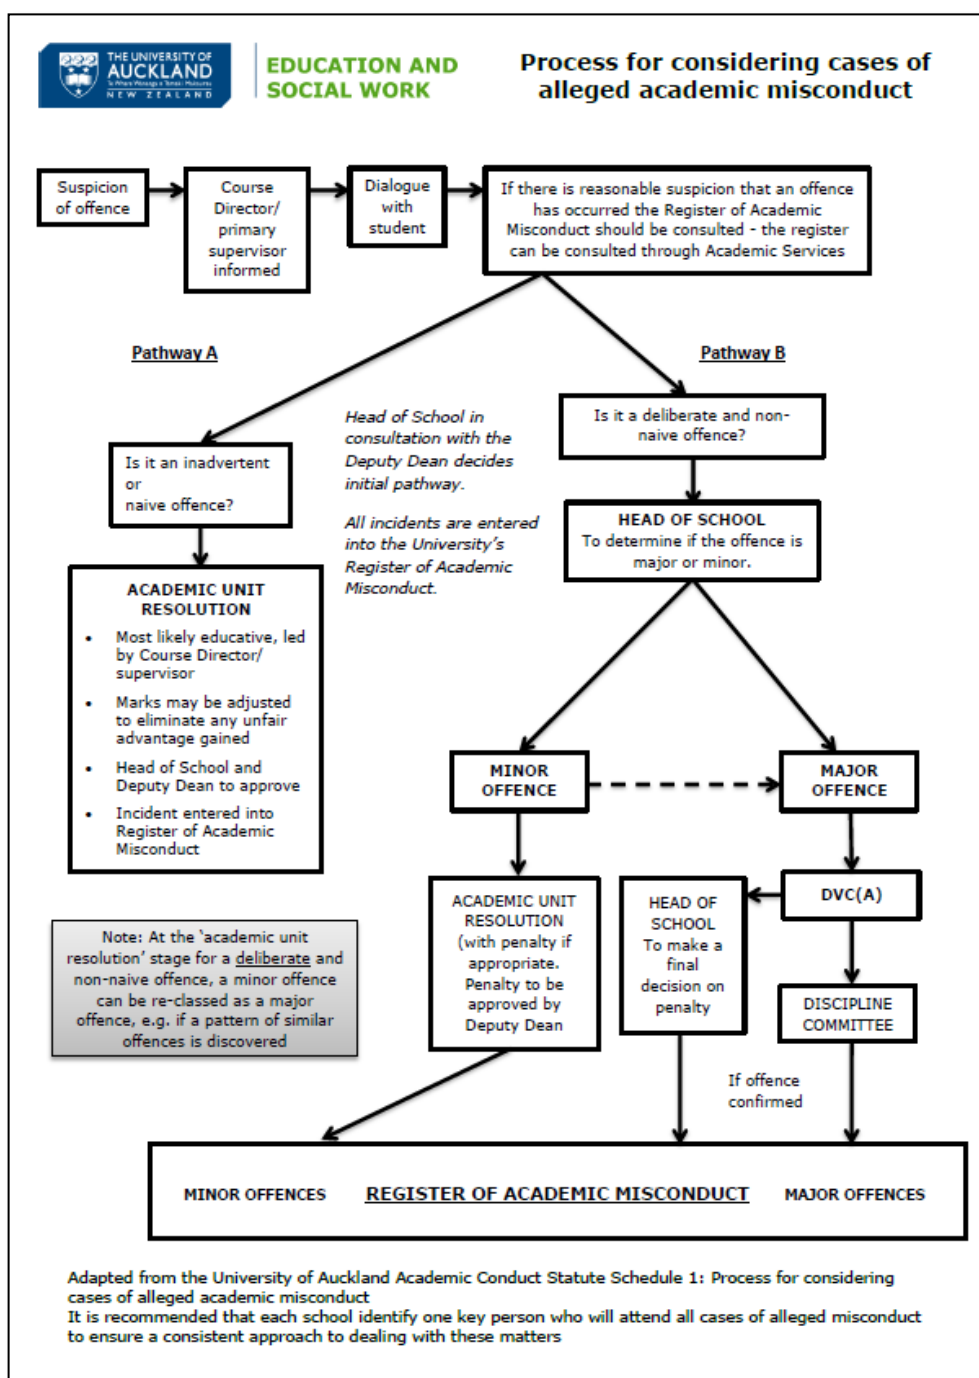 THE UNIVERSITY OF
AUCKLAND
Te Whare Wānanga o Tāmaki Makaurau
NEW ZEALAND
EDUCATION AND
SOCIAL WORK
Process for considering cases of
alleged academic misconduct
Suspicion
of offence
Course
Director/
primary
supervisor
informed
Dialogue
with
student
If there is reasonable suspicion that an offence
has occurred the Register of Academic
Misconduct should be consulted - the register
can be consulted through Academic Services
Pathway A
Pathway B
Is it an inadvertent
or
naive offence?
Head of School in
consultation with the
Deputy Dean decides
initial pathway.
All incidents are entered
into the University's
Register of Academic
Misconduct.
Is it a deliberate and non-
naive offence?
HEAD OF SCHOOL
To determine if the offence is
major or minor.
ACADEMIC UNIT
RESOLUTION
• Most likely educative, led
by Course Director/
supervisor
• Marks may be adjusted
to eliminate any unfair
advantage gained
• Head of School and
Deputy Dean to approve
• Incident entered into
Register of Academic
Misconduct
MINOR
OFFENCE
MAJOR
OFFENCE
ACADEMIC UNIT
RESOLUTION
(with penalty if
appropriate.
Penalty to be
approved by
Deputy Dean
HEAD OF
SCHOOL
To make a
final
decision on
penalty
DVC(A)
DISCIPLINE
COMMITTEE
Note: At the 'academic unit
resolution' stage for a deliberate and
non-naive offence, a minor offence
can be re-classed as a major
offence, e.g. if a pattern of similar
offences is discovered
If offence
confirmed
MINOR OFFENCES
REGISTER OF ACADEMIC MISCONDUCT
MAJOR OFFENCES
Adapted from the University of Auckland Academic Conduct Statute Schedule 1: Process for considering
cases of alleged academic misconduct
It is recommended that each school identify one key person who will attend all cases of alleged misconduct
to ensure a consistent approach to dealing with these matters